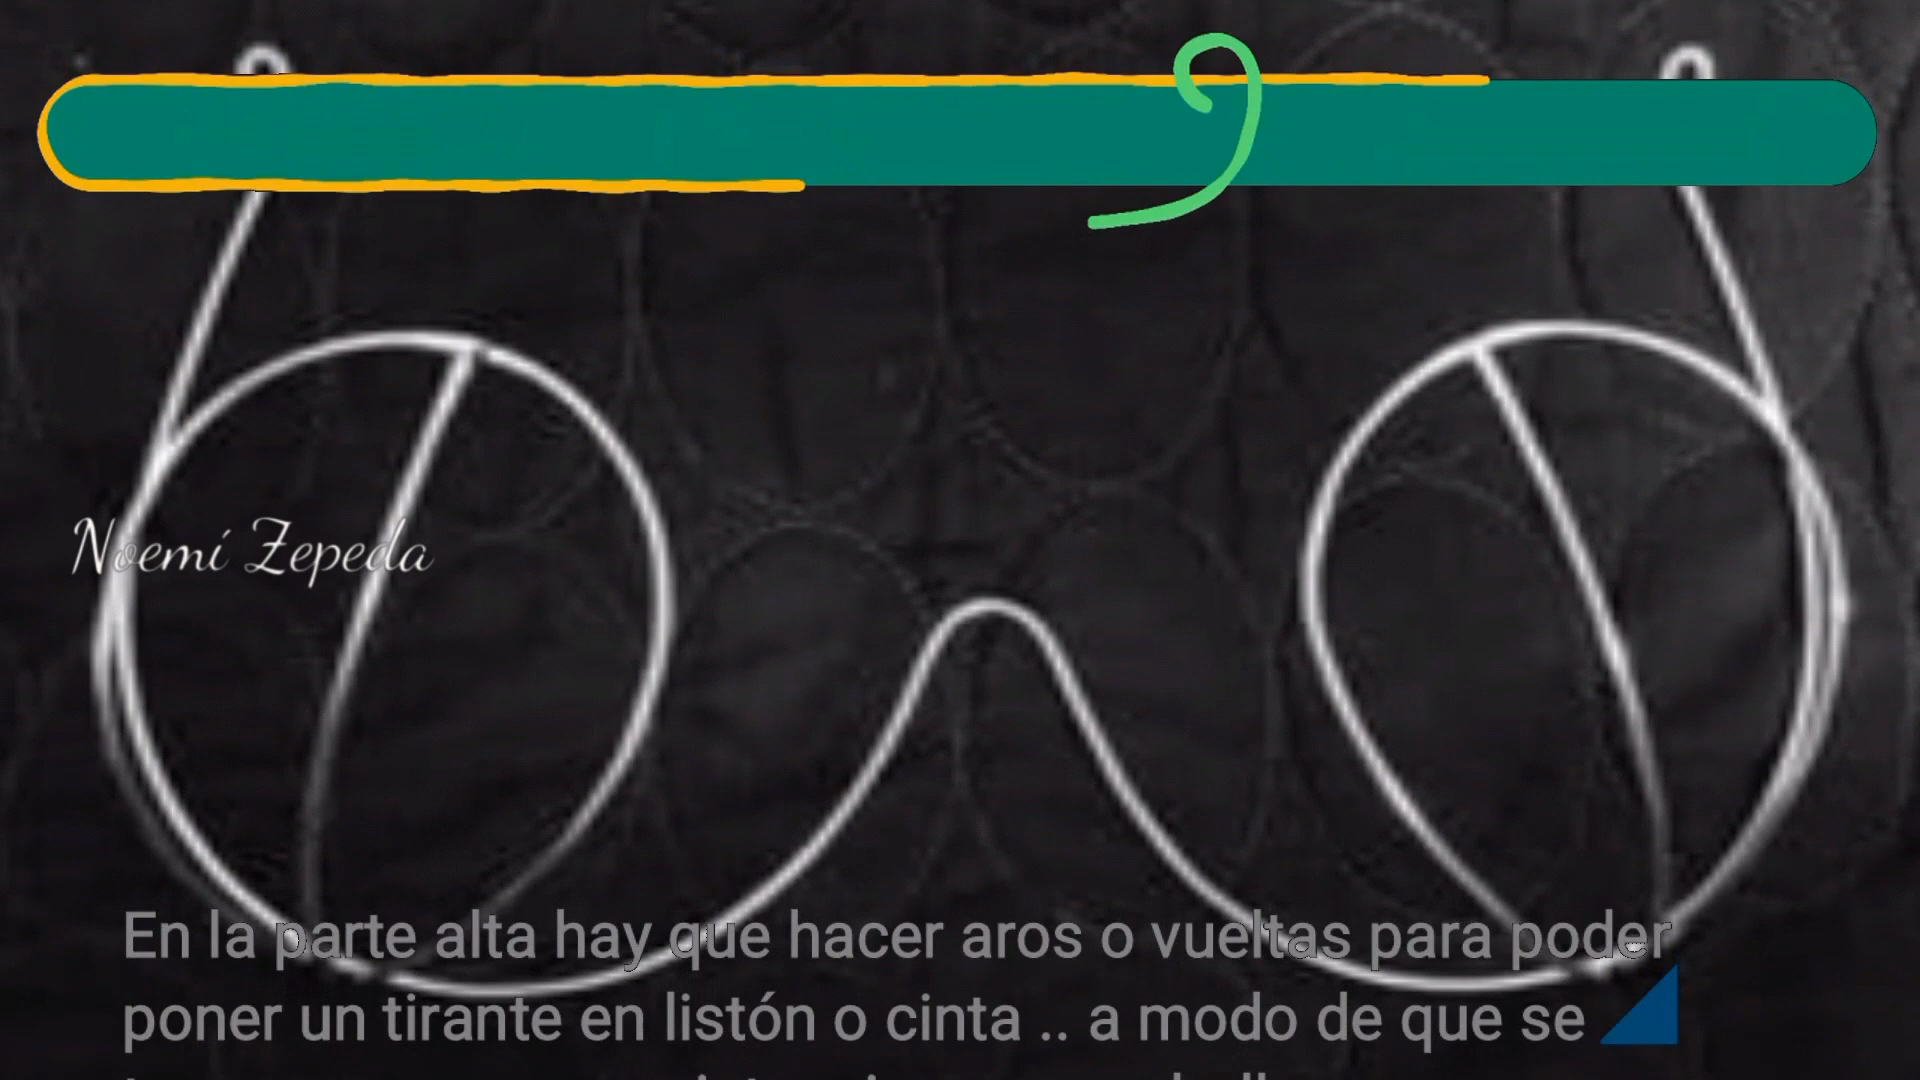 Noemí Zepeda
En la parte alta hay que hacer aros o vueltas para poder
poner un tirante en listón o cinta .. a modo de que se